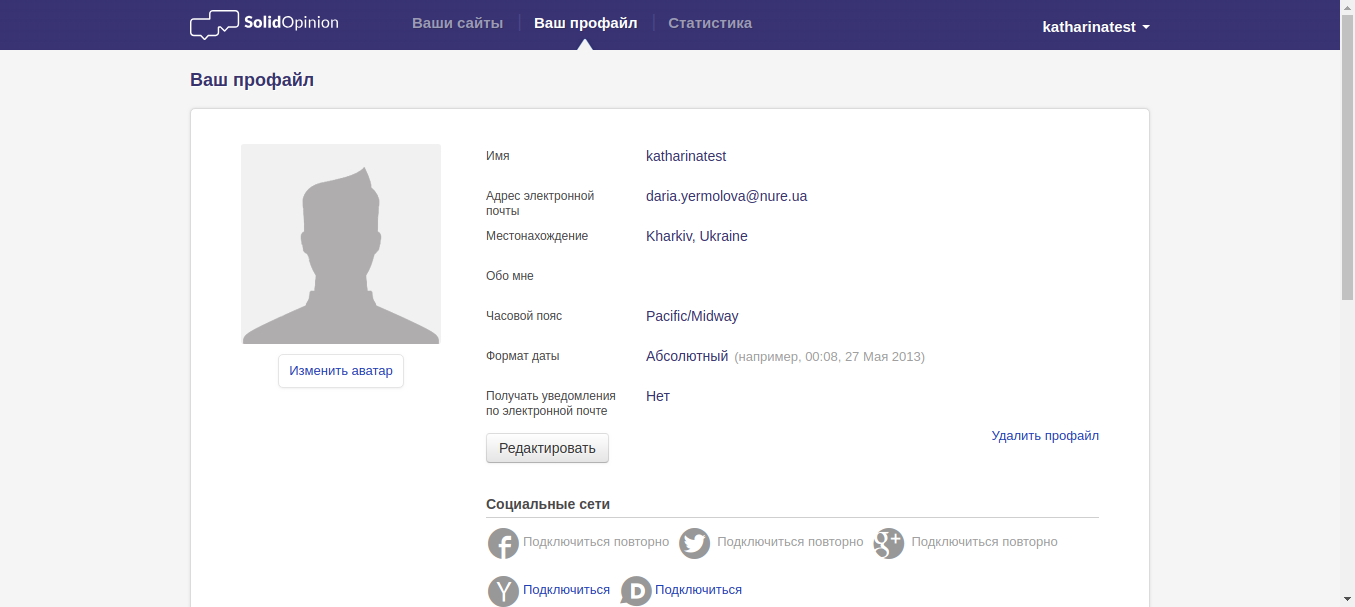 SolidOpinion Ваши сайты Ваш профиль Статистика katharinatest
Ваш профиль
Имя katharinatest
Адрес электронной почты daria.yermolova@nure.ua
Местонахождение Kharkiv, Ukraine
Обо мне
Часовой пояс Pacific/Midway
Формат даты Абсолютный (например, 00:08, 27 Мая 2013)
Изменить аватар
Получать уведомления по электронной почте Нет
Удалить профайл
Редактировать
Социальные сети
Подключиться повторно Подключиться повторно Подключиться повторно
Подключиться Подключиться